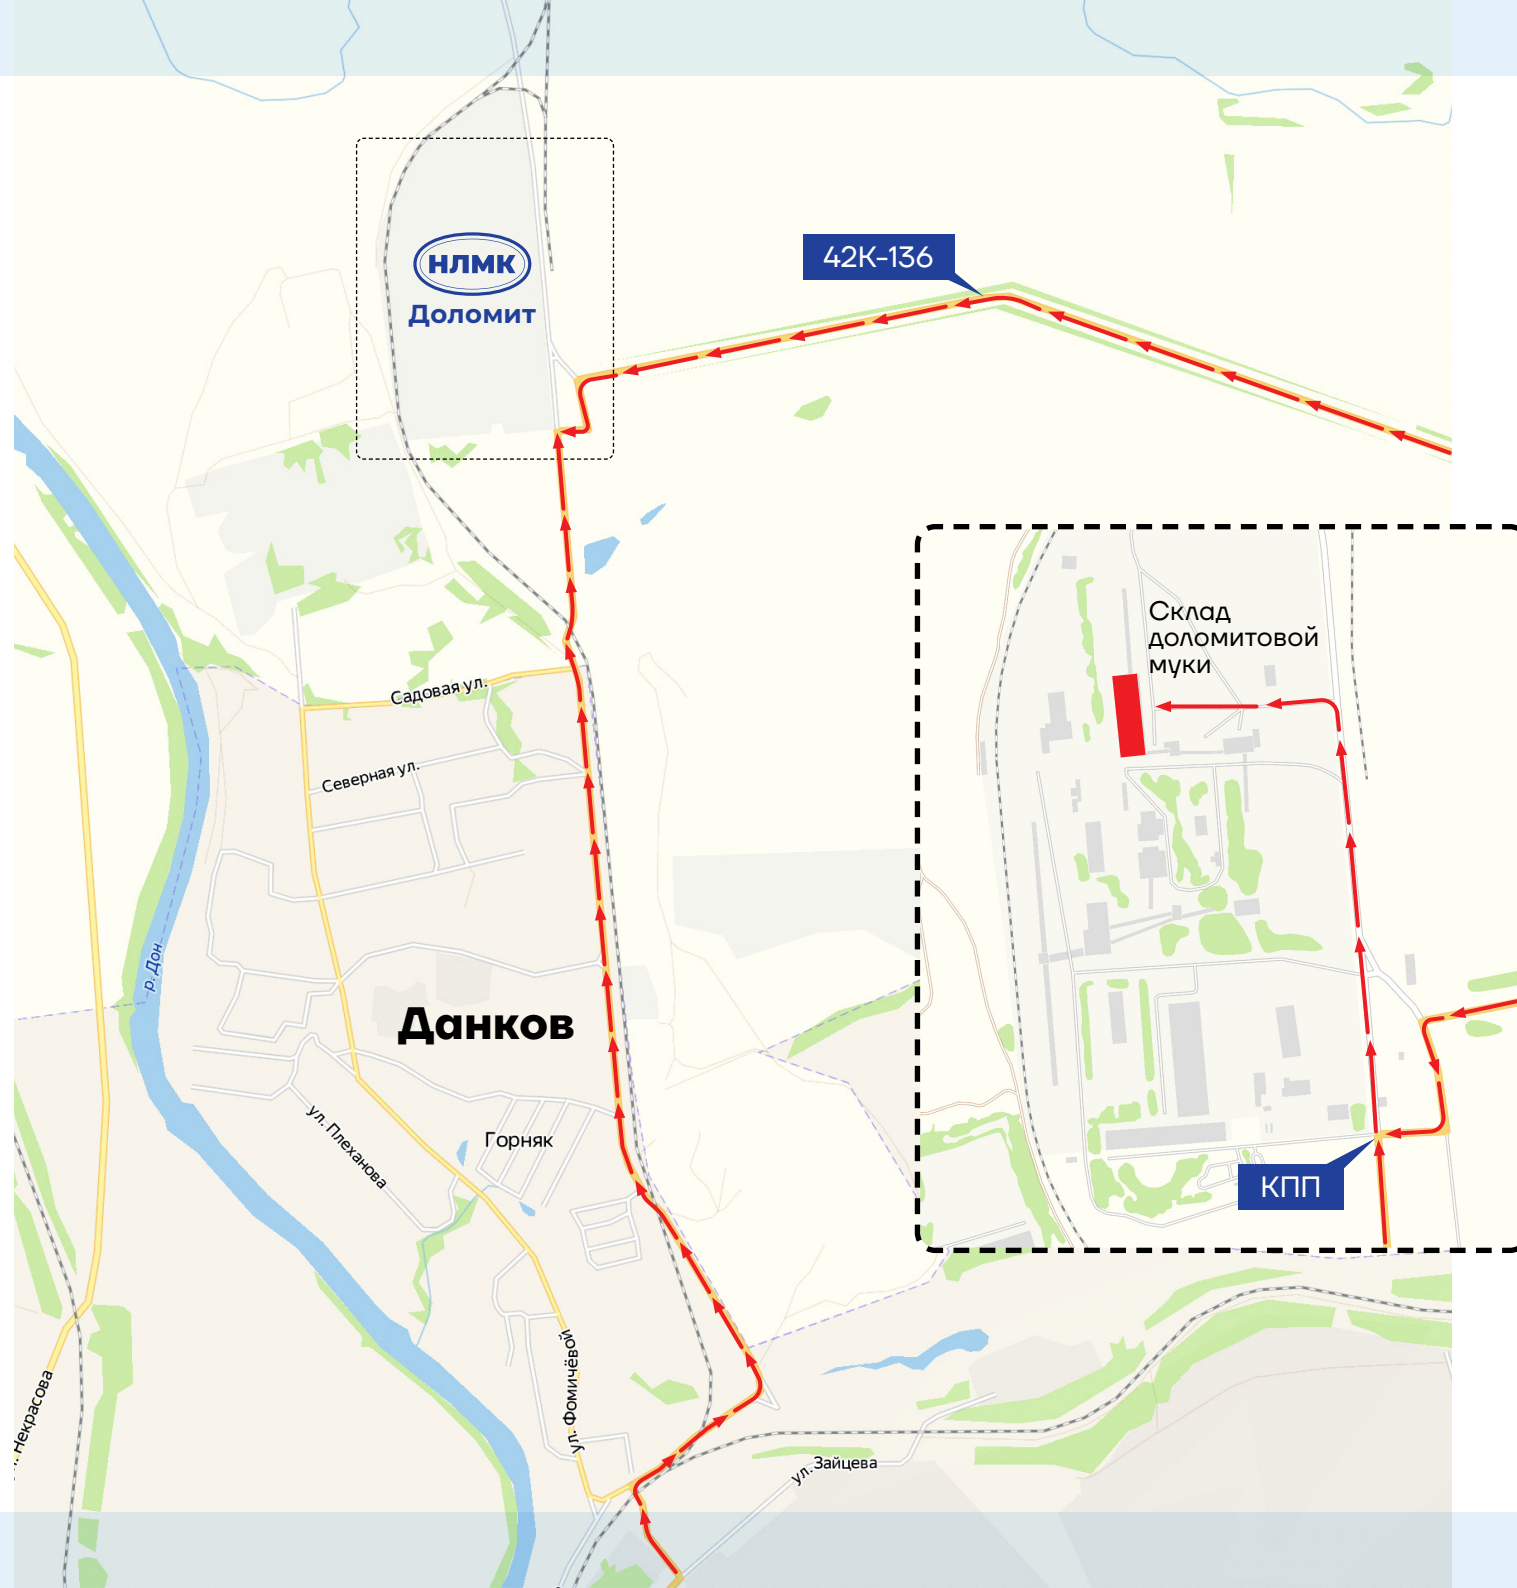 НЛМК
Доломит
42К-136
Склад
доломитовой
муки
Садовая ул.
Северная ул.
р. Дон
Данков
ул. Плеханова
Горняк
КПП
ул. Фомичёвой
Некрасова
ул. Зайцева